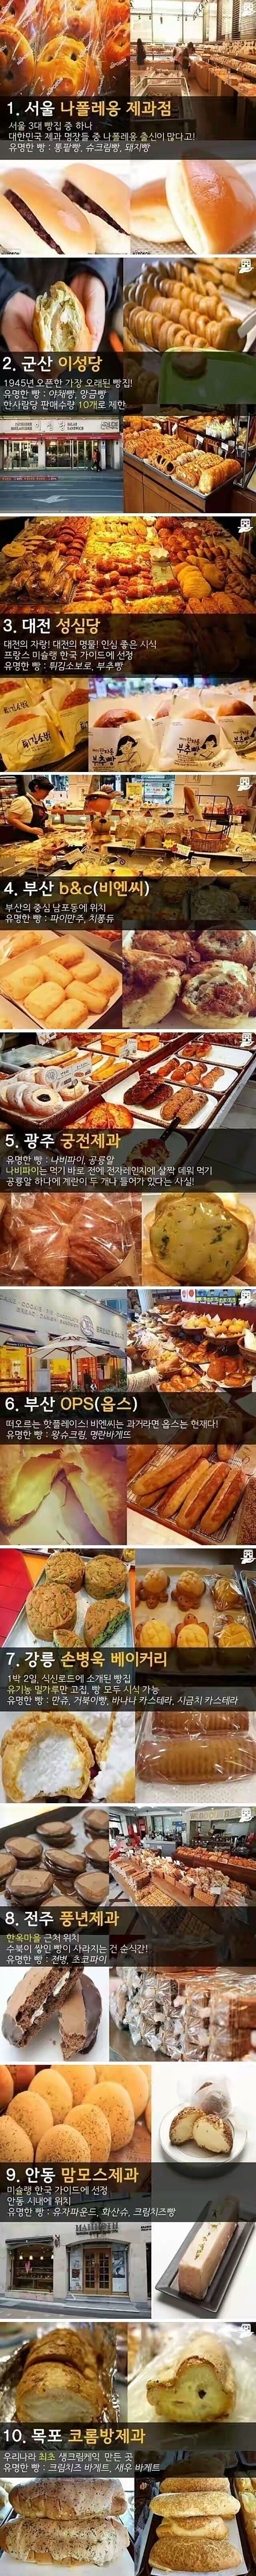 1. 서울 나폴레옹 제과점
서울 3대 빵집 중 하나
대한민국 제과 명장들 중 나폴레옹 출신이 많다고!
유명한 빵 : 통팥빵, 슈크림빵, 돼지빵
2. 군산 이성당
1945년 오픈한 가장 오래된 빵집!
유명한 빵 : 야채빵, 앙금빵
한사람당 판매수량 10개로 제한
이성당
3. 대전 성심당
대전의 자랑! 대전의 명물! 인심 좋은 시식
프랑스 미슐랭 한국 가이드에 선정
유명한 빵 : 튀김소보로, 부추빵
튀김소보로
부추빵
4. 부산 b&c(비엔씨)
부산의 중심 남포동에 위치
유명한 빵 : 파이만주, 치퐁듀
5. 광주 궁전제과
유명한 빵 : 나비파이, 공룡알
나비파이는 먹기 바로 전에 전자레인지에 살짝 데워 먹기
공룡알 하나에 계란이 두 개나 들어가 있다는 사실!
6. 부산 OPS(옵스)
떠오르는 핫플레이스! 비엔씨는 과거라면 옵스는 현재다!
유명한 빵 : 왕슈크림, 명란바게뜨
7. 강릉 손병욱 베이커리
1박 2일, 식신로드에 소개된 빵집
유기농 밀가루만 고집, 빵 모두 시식 가능
유명한 빵 : 만주, 거북이빵, 바나나 카스테라, 시금치 카스테라
8. 전주 풍년제과
한옥마을 근처 위치
수북이 쌓인 빵이 사라지는 건 순식간!
유명한 빵 : 전병, 초코파이
9. 안동 맘모스제과
미슐랭 한국 가이드에 선정
안동 시내에 위치
유명한 빵 : 유자파운드, 화산슈, 크림치즈빵
10. 목포 코롬방제과
우리나라 최초 생크림케익 만든 곳
유명한 빵 : 크림치즈 바게트, 새우 바게트